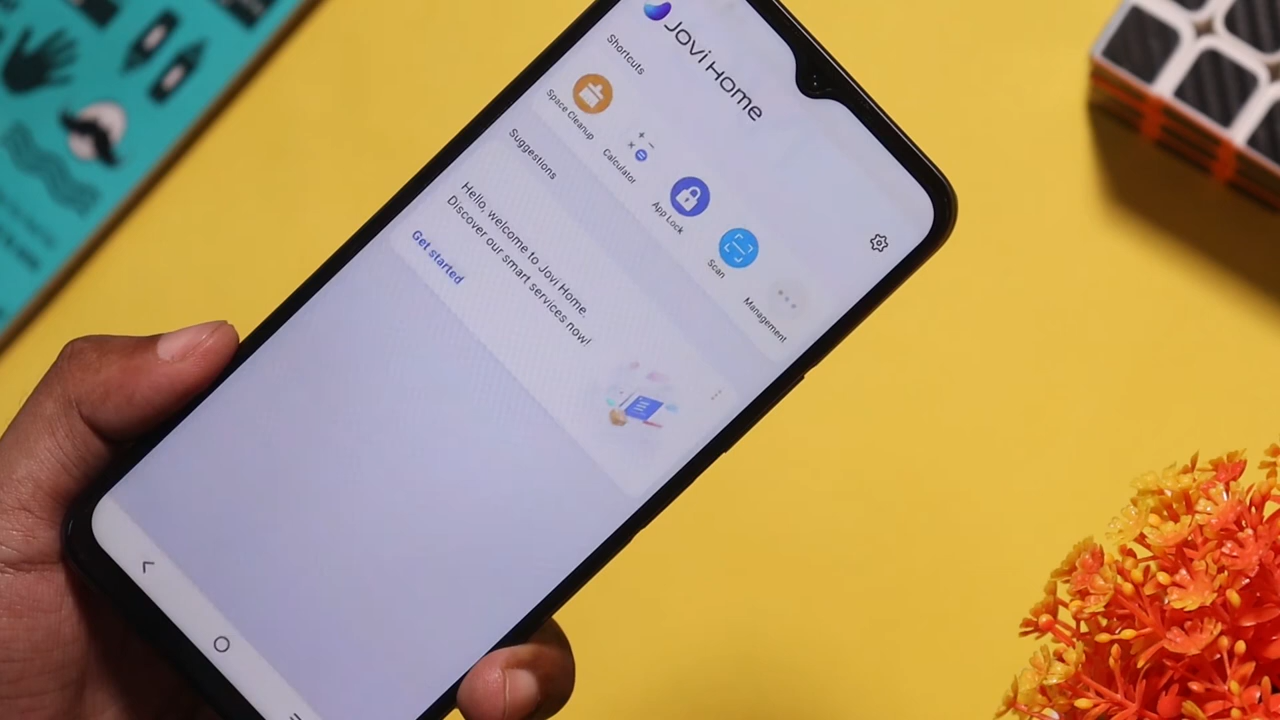 Jovi Home
Shortcuts
Space Cleanup
Calculator
App Lock
Scan
Management
Suggestions
Hello, welcome to Jovi Home.
Discover our smart services now!
Get started